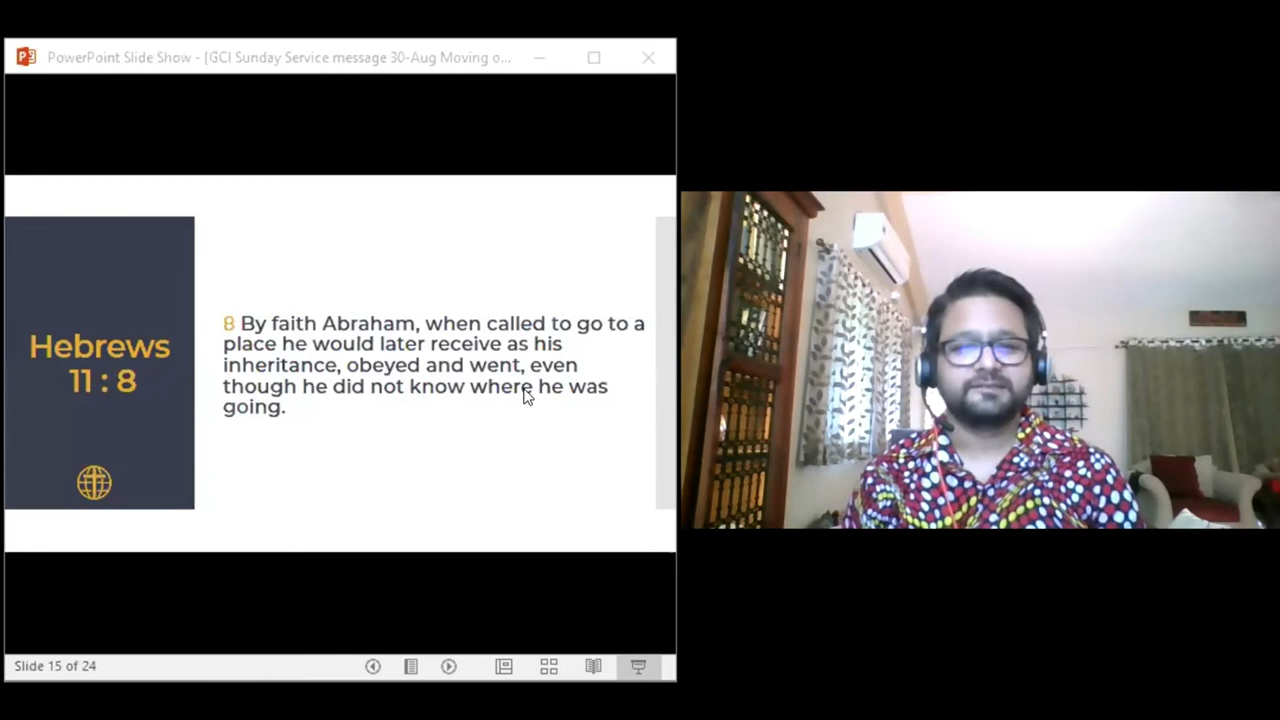 PowerPoint Slide Show - [GCI Sunday Service message 30-Aug Moving o...
Hebrews
11 : 8
8 By faith Abraham, when called to go to a
place he would later receive as his
inheritance, obeyed and went, even
though he did not know where he was
going.
Slide 15 of 24